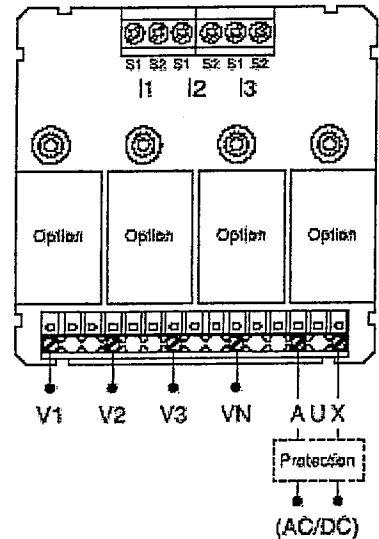 S1 S2 S1 S2 S1 S2
I1 I2 I3
Option Option Option Option
V1 V2 V3 VN AUX
Protection
(AC/DC)